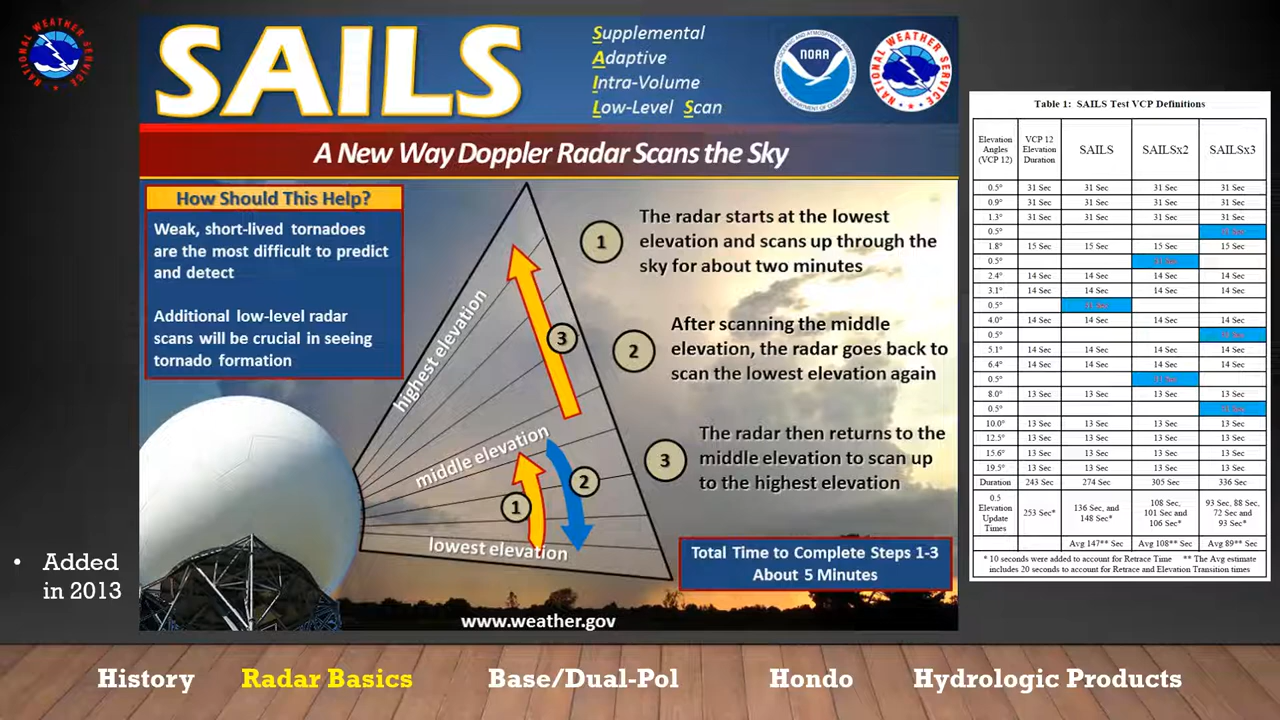 NATIONAL WEATHER SERVICE
SAILS
Supplemental
Adaptive
Intra-Volume
Low-Level Scan
NOAA
NATIONAL WEATHER SERVICE
A New Way Doppler Radar Scans the Sky
How Should This Help?
Weak, short-lived tornadoes
are the most difficult to predict
and detect
Additional low-level radar
scans will be crucial in seeing
tornado formation
highest elevation
middle elevation
lowest elevation
3
2
1
1
The radar starts at the lowest
elevation and scans up through the
sky for about two minutes
2
After scanning the middle
elevation, the radar goes back to
scan the lowest elevation again
3
The radar then returns to the
middle elevation to scan up
to the highest elevation
Total Time to Complete Steps 1-3
About 5 Minutes
www.weather.gov
Table 1: SAILS Test VCP Definitions
Elevation Angles (VCP 12) VCP 12 Elevation Duration SAILS SAILSx2 SAILSx3
0.5° 31 Sec 31 Sec 31 Sec 31 Sec
0.9° 31 Sec 31 Sec 31 Sec 31 Sec
1.3° 31 Sec 31 Sec 31 Sec 31 Sec
0.5°
1.8° 15 Sec 15 Sec 15 Sec 15 Sec
0.5°
2.4° 14 Sec 14 Sec 14 Sec 14 Sec
3.1° 14 Sec 14 Sec 14 Sec 14 Sec
0.5°
4.0° 14 Sec 14 Sec 14 Sec 14 Sec
0.5°
5.1° 14 Sec 14 Sec 14 Sec 14 Sec
6.4° 14 Sec 14 Sec 14 Sec 14 Sec
0.5°
8.0° 13 Sec 13 Sec 13 Sec 13 Sec
0.5°
10.0° 13 Sec 13 Sec 13 Sec 13 Sec
12.5° 13 Sec 13 Sec 13 Sec 13 Sec
15.6° 13 Sec 13 Sec 13 Sec 13 Sec
19.5° 13 Sec 13 Sec 13 Sec 13 Sec
Duration 243 Sec 274 Sec 305 Sec 336 Sec
0.5 Elevation Update Times 253 Sec* 136 Sec, and 148 Sec* 108 Sec, 101 Sec and 106 Sec* 93 Sec, 88 Sec, 72 Sec and 93 Sec*
Avg 147** Sec Avg 108** Sec Avg 89** Sec
* 10 seconds were added to account for Retrace Time ** The Avg estimate
includes 20 seconds to account for Retrace and Elevation Transition times
• Added
in 2013
History Radar Basics Base/Dual-Pol Hondo Hydrologic Products